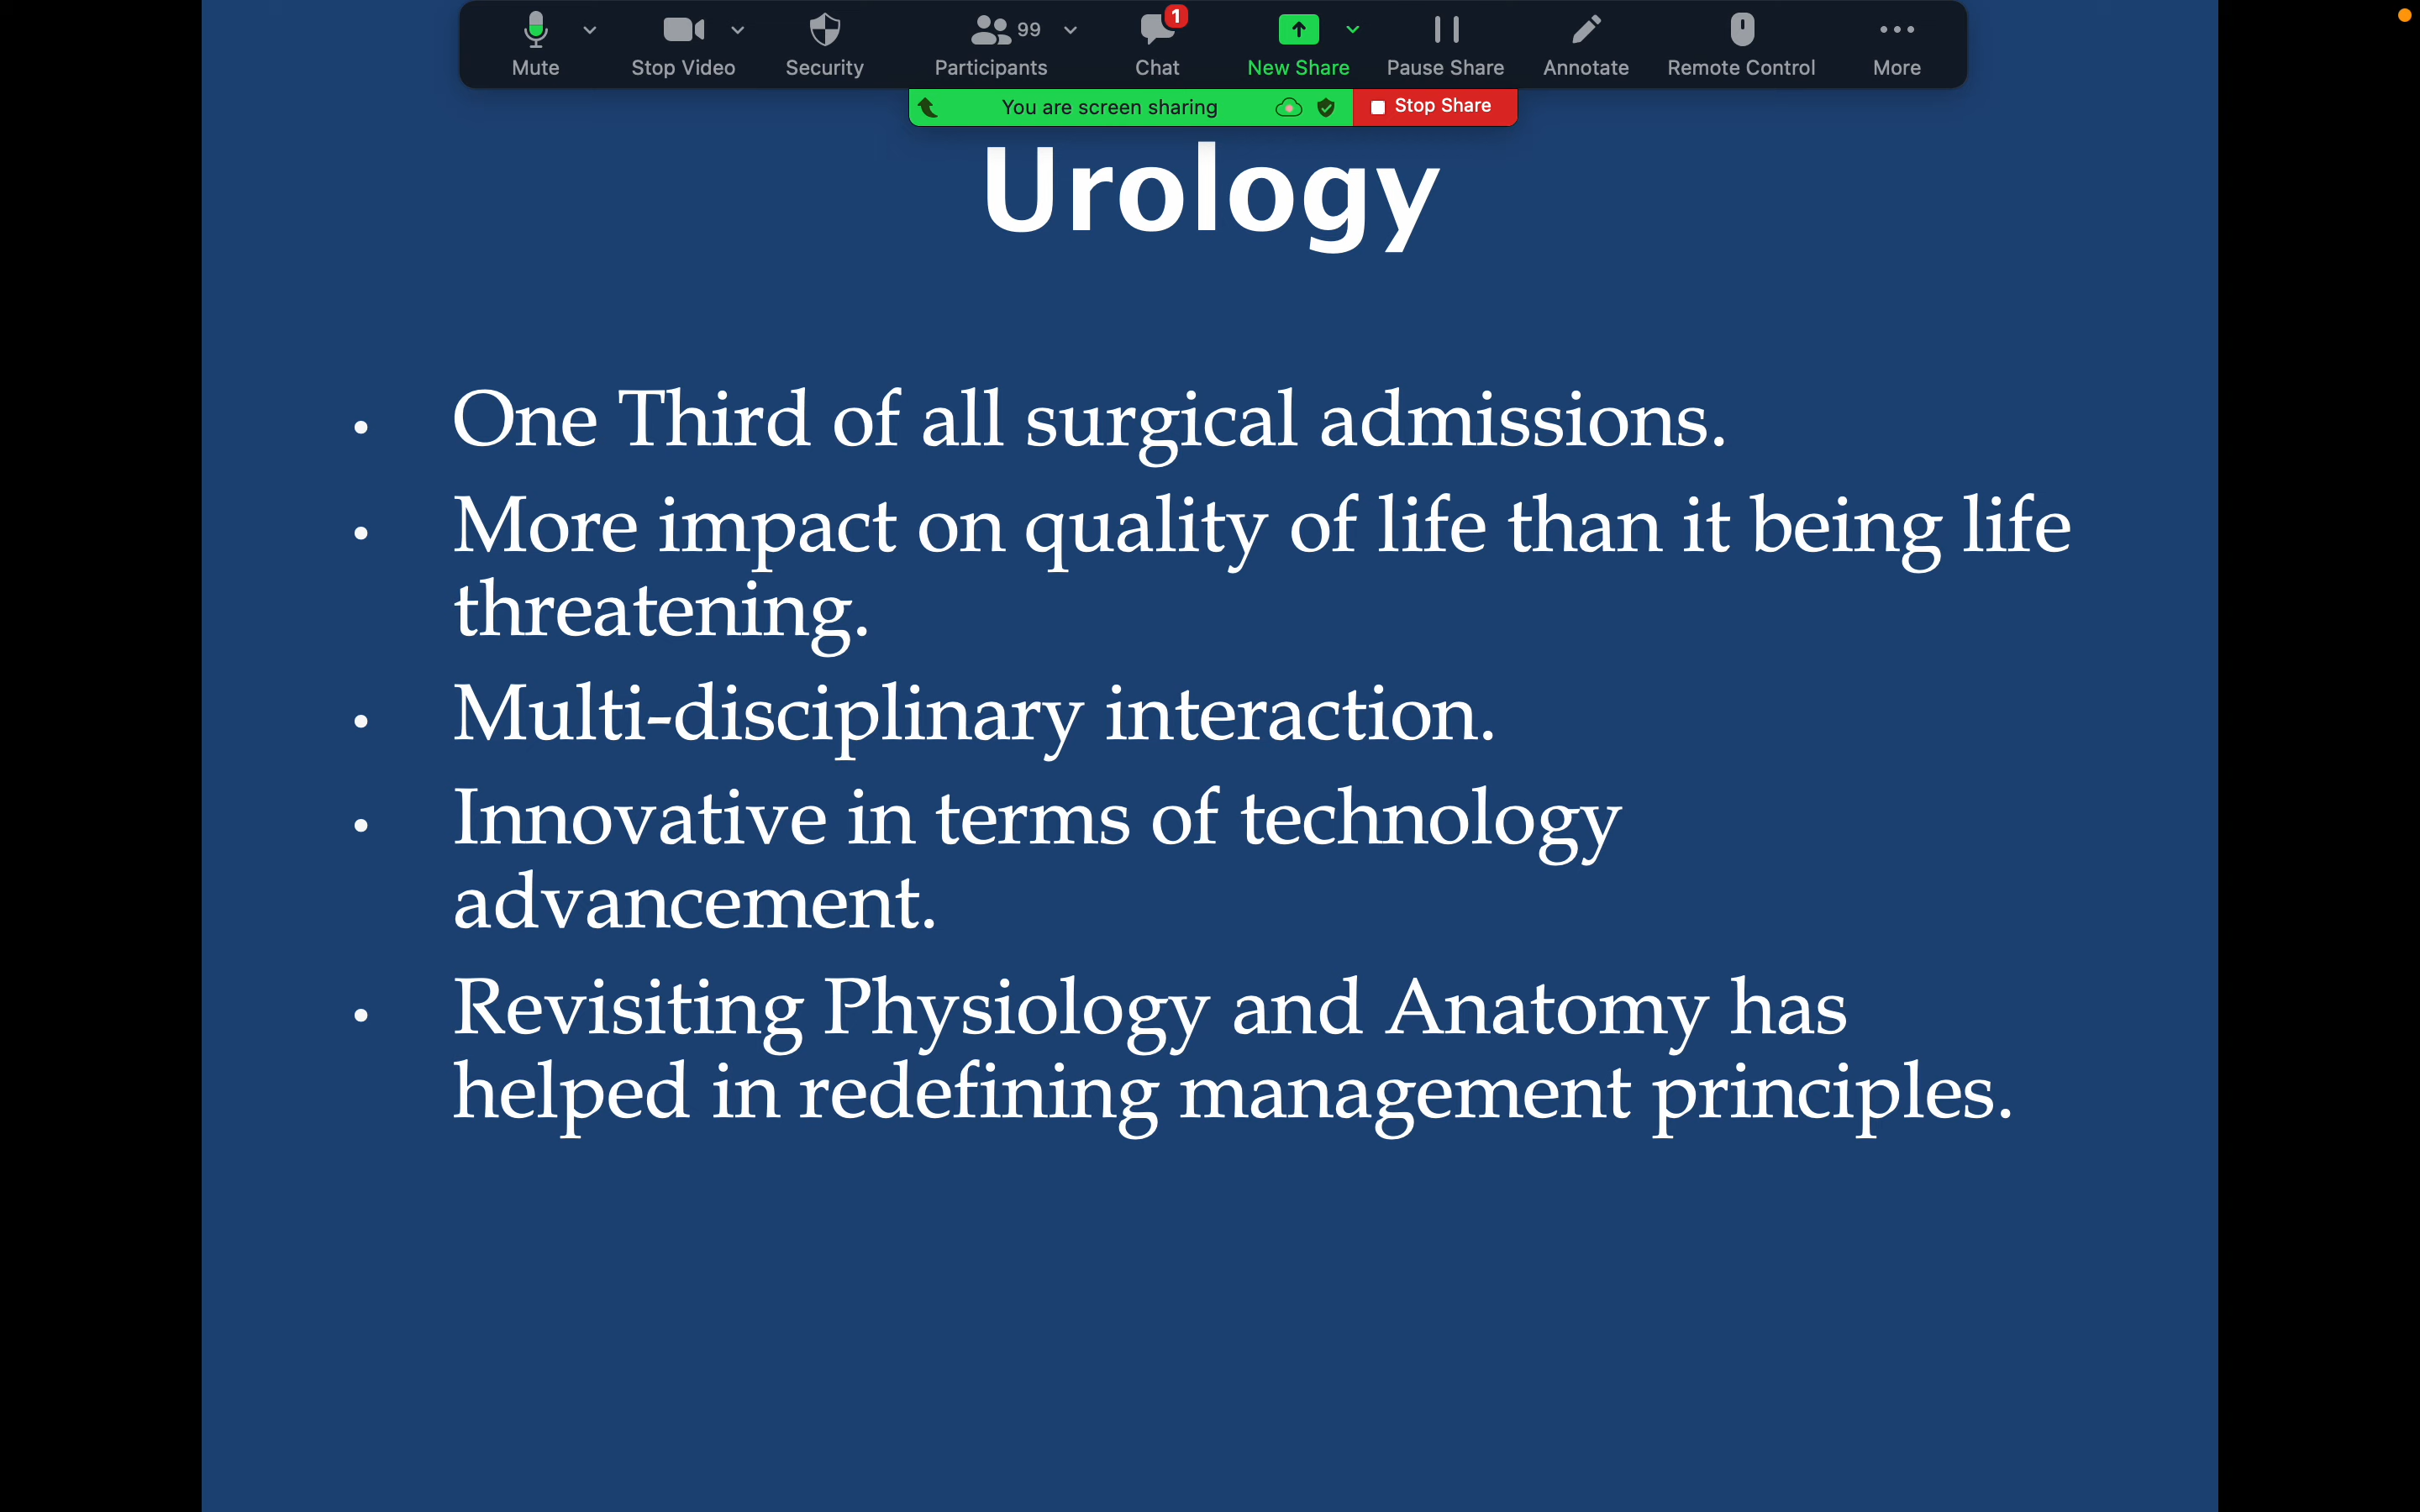 Mute Stop Video Security Participants 99 Chat 1 New Share Pause Share Annotate Remote Control More
You are screen sharing Stop Share
Urology
• One Third of all surgical admissions.
• More impact on quality of life than it being life
threatening.
• Multi-disciplinary interaction.
• Innovative in terms of technology
advancement.
• Revisiting Physiology and Anatomy has
helped in redefining management principles.